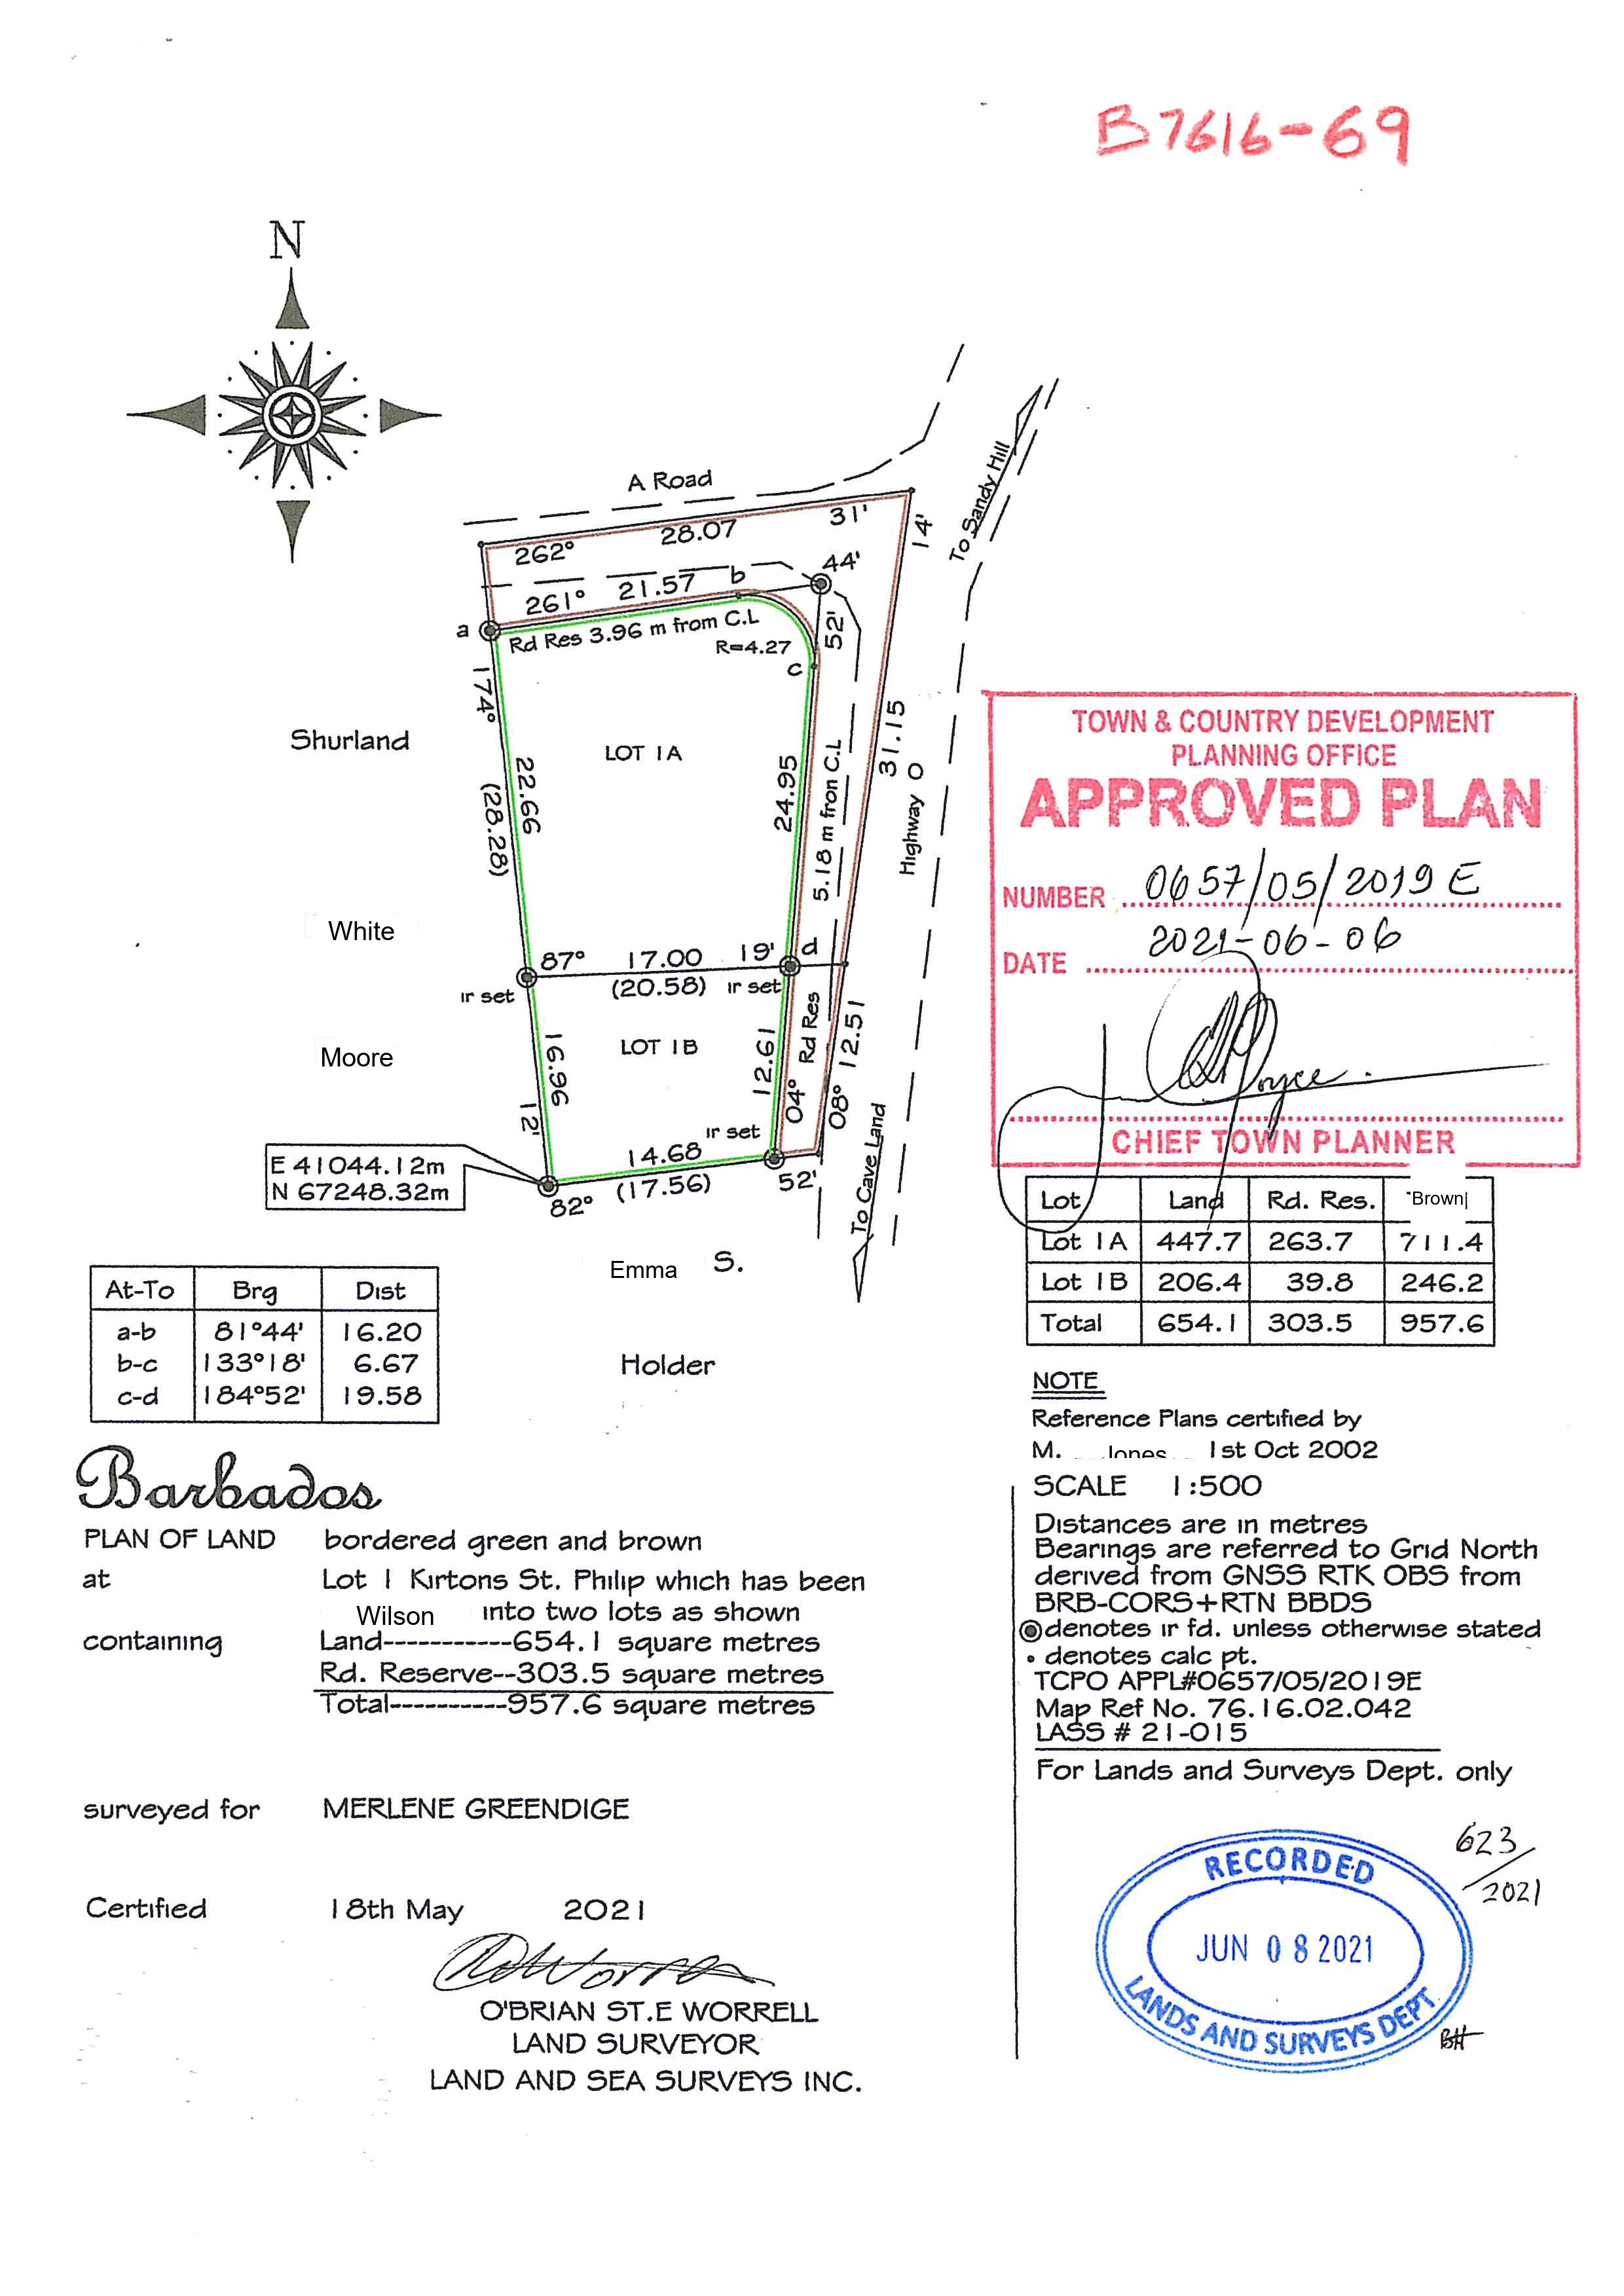 B7616-69
N
A Road
To Sandy Hill
262° 28.07 31'
14'
44'
261° 21.57 b
a
Rd Res 3.96 m from C.L
R=4.27
c
52'
174°
Shurland
LOT 1A
22.66
(28.28)
24.95
5.18 m fron C.L
31.15
Highway O
White
87° 17.00 19' d
ir set (20.58) ir set
Moore
LOT 1B
16.96
12'
12.61
04°
Rd Res
12.51
08°
ir set
14.68
82° (17.56) 52'
To Cave Land
E 41044.12m
N 67248.32m
Emma S.
Holder
TOWN & COUNTRY DEVELOPMENT
PLANNING OFFICE
APPROVED PLAN
NUMBER 0657/05/2019 E
DATE 2021-06-06
CHIEF TOWN PLANNER
Lot Land Rd. Res. Brown
Lot 1A 447.7 263.7 711.4
Lot 1B 206.4 39.8 246.2
Total 654.1 303.5 957.6
At-To Brg Dist
a-b 81°44' 16.20
b-c 133°18' 6.67
c-d 184°52' 19.58
NOTE
Reference Plans certified by
M. Jones 1st Oct 2002
SCALE 1:500
Distances are in metres
Bearings are referred to Grid North
derived from GNSS RTK OBS from
BRB-CORS+RTN BBDS
denotes ir fd. unless otherwise stated
• denotes calc pt.
TCPO APPL#0657/05/2019E
Map Ref No. 76.16.02.042
LASS # 21-015
For Lands and Surveys Dept. only
Barbados
PLAN OF LAND bordered green and brown
at Lot 1 Kirtons St. Philip which has been
Wilson into two lots as shown
containing Land-----------654.1 square metres
Rd. Reserve--303.5 square metres
Total----------957.6 square metres
surveyed for MERLENE GREENDIGE
Certified 18th May 2021
O'BRIAN ST.E WORRELL
LAND SURVEYOR
LAND AND SEA SURVEYS INC.
623/2021
RECORDED
JUN 08 2021
LANDS AND SURVEYS DEPT
BH